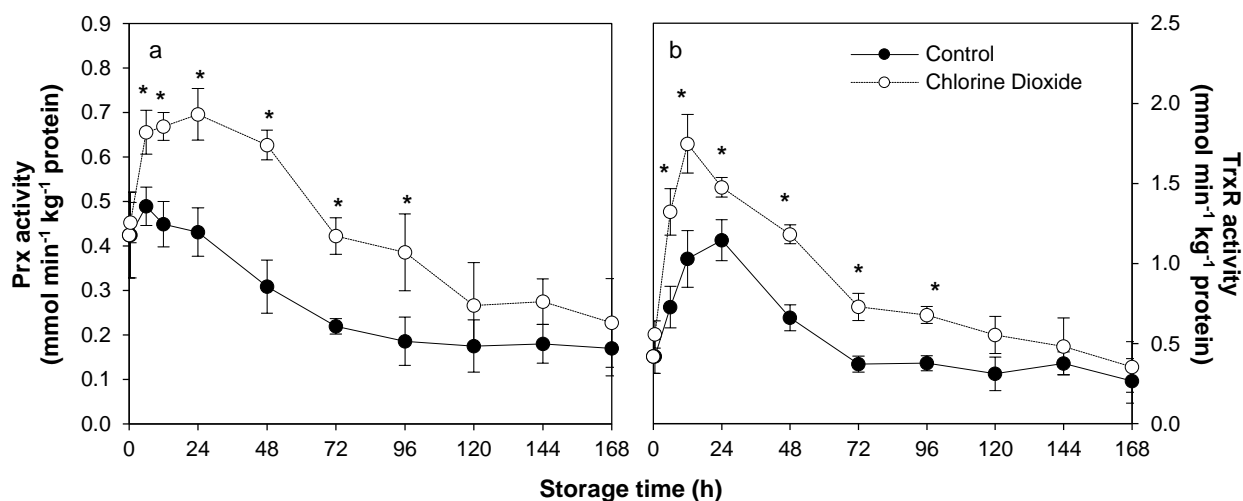 a
b
Control
Chlorine Dioxide
* * * * * *
* * * * * * *
Prx activity
(mmol min⁻¹ kg⁻¹ protein)
0.9
0.8
0.7
0.6
0.5
0.4
0.3
0.2
0.1
0.0
2.5
2.0
1.5
1.0
0.5
0.0
TrxR activity
(mmol min⁻¹ kg⁻¹ protein)
0 24 48 72 96 120 144 168
0 24 48 72 96 120 144 168
Storage time (h)